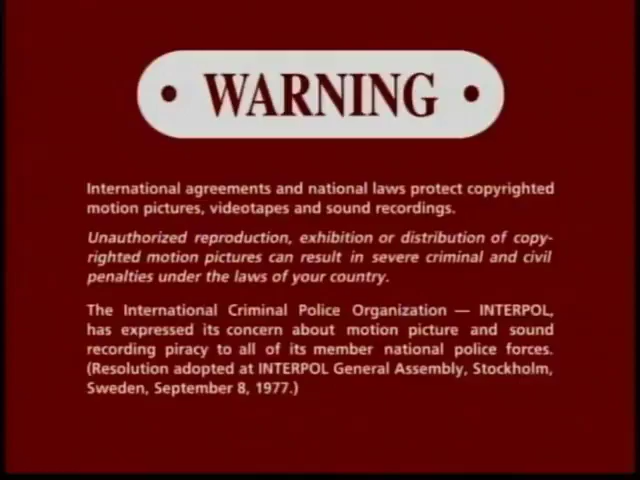 • WARNING •
International agreements and national laws protect copyrighted
motion pictures, videotapes and sound recordings.
Unauthorized reproduction, exhibition or distribution of copy-
righted motion pictures can result in severe criminal and civil
penalties under the laws of your country.
The International Criminal Police Organization — INTERPOL,
has expressed its concern about motion picture and sound
recording piracy to all of its member national police forces.
(Resolution adopted at INTERPOL General Assembly, Stockholm,
Sweden, September 8, 1977.)